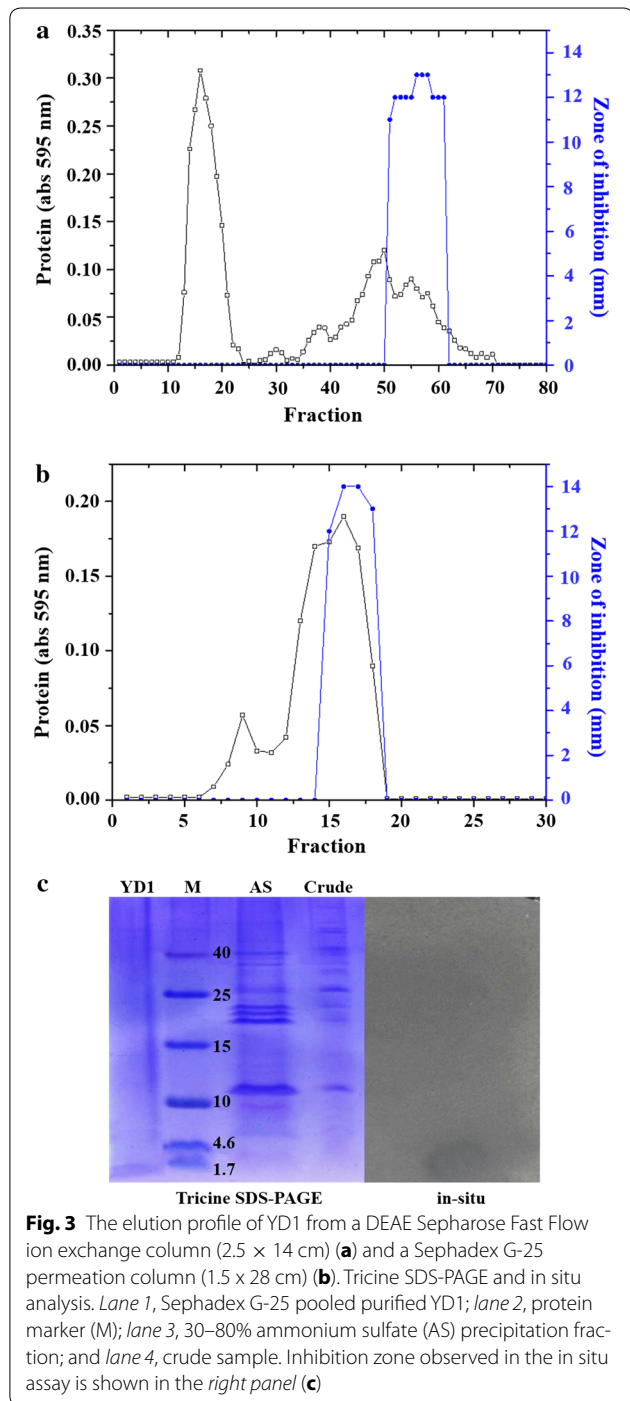 a
0.35
0.30
0.25
0.20
0.15
0.10
0.05
0.00
Protein (abs 595 nm)
14
12
10
8
6
4
2
0
Zone of inhibtion (mm)
0 10 20 30 40 50 60 70 80
Fraction
b
0.20
0.15
0.10
0.05
0.00
Protein (abs 595 nm)
14
12
10
8
6
4
2
0
Zone of inhibition (mm)
0 5 10 15 20 25 30
Fraction
c
YD1 M AS Crude
40
25
15
10
4.6
1.7
Tricine SDS-PAGE in-situ
Fig. 3 The elution profile of YD1 from a DEAE Sepharose Fast Flow
ion exchange column (2.5 × 14 cm) (a) and a Sephadex G-25
permeation column (1.5 x 28 cm) (b). Tricine SDS-PAGE and in situ
analysis. Lane 1, Sephadex G-25 pooled purified YD1; lane 2, protein
marker (M); lane 3, 30–80% ammonium sulfate (AS) precipitation frac-
tion; and lane 4, crude sample. Inhibition zone observed in the in situ
assay is shown in the right panel (c)